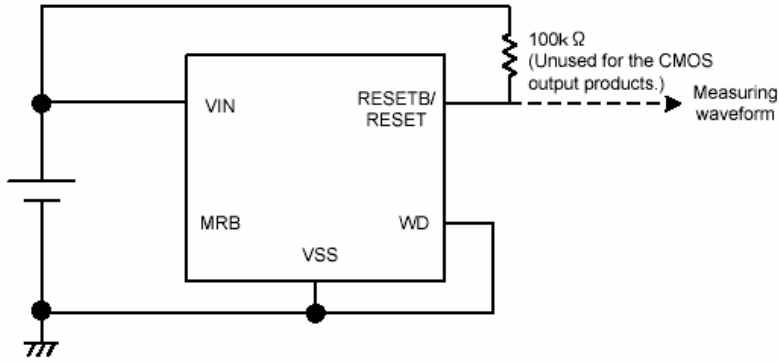 100k Ω
(Unused for the CMOS
output products.)
Measuring
waveform
VIN
RESETB/
RESET
MRB
WD
VSS